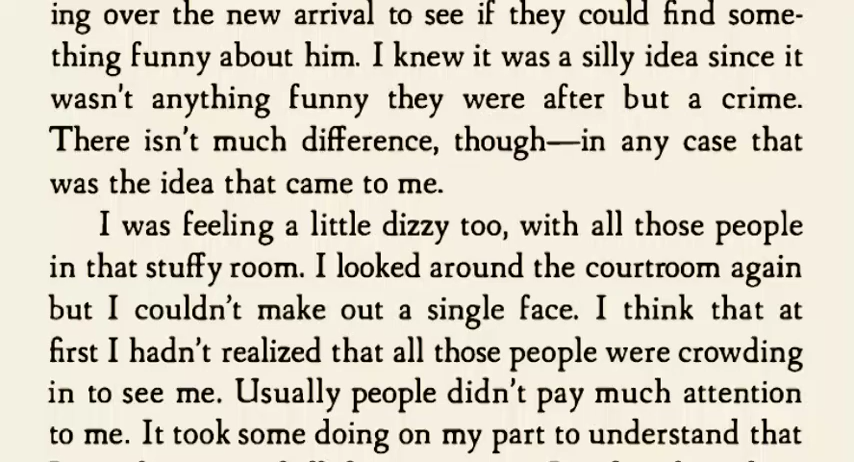 ing over the new arrival to see if they could find some-
thing funny about him. I knew it was a silly idea since it
wasn't anything funny they were after but a crime.
There isn't much difference, though—in any case that
was the idea that came to me.
I was feeling a little dizzy too, with all those people
in that stuffy room. I looked around the courtroom again
but I couldn't make out a single face. I think that at
first I hadn't realized that all those people were crowding
in to see me. Usually people didn't pay much attention
to me. It took some doing on my part to understand that